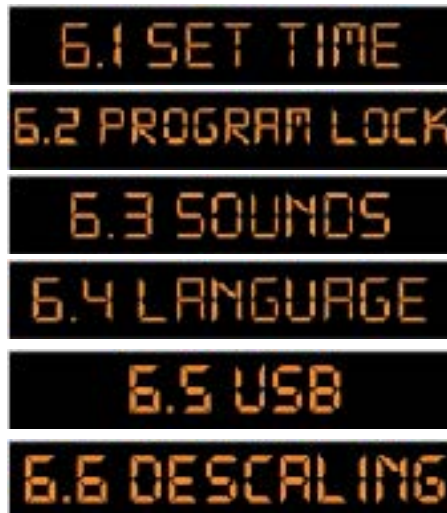 6.1 SET TIME
6.2 PROGRAM LOCK
6.3 SOUNDS
6.4 LANGUAGE
6.5 USB
6.6 DESCALING